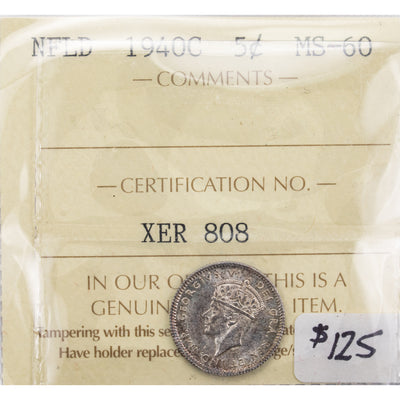 NFLD 1940C 5¢ MS-60
— COMMENTS —
— CERTIFICATION NO. —
XER 808
IN OUR THIS IS A
GENUIN ITEM.
Tampering with this se
Have holder replace
$125